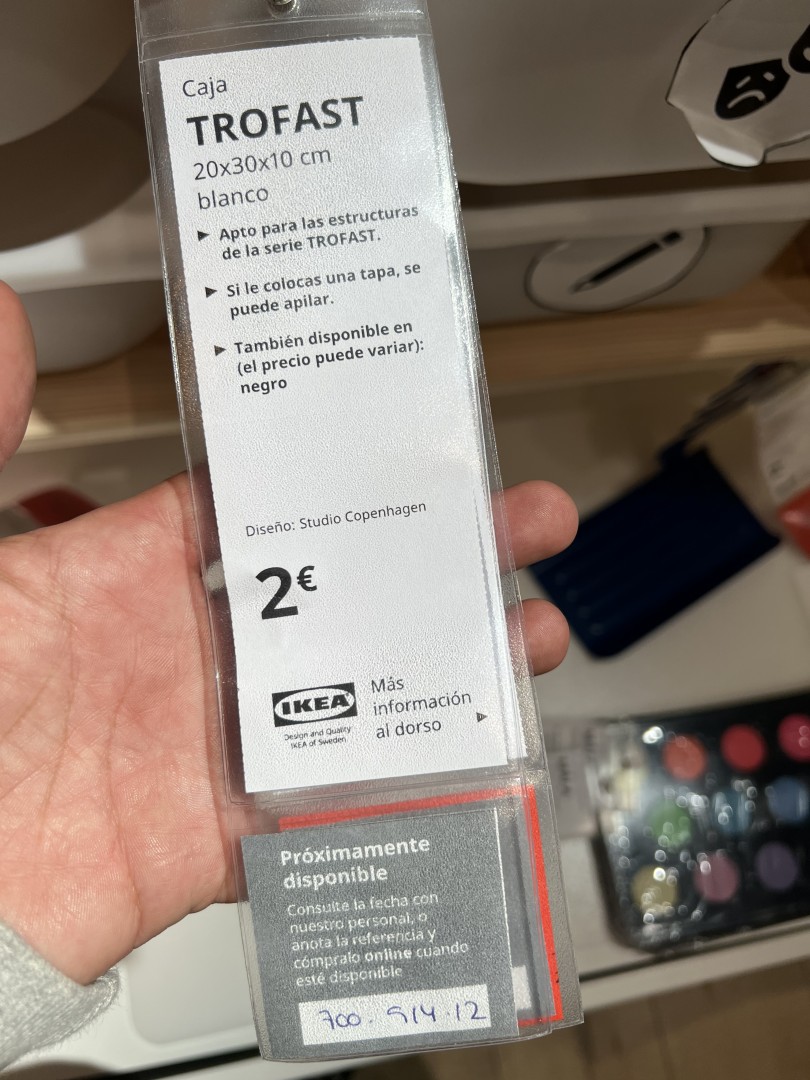 Caja
TROFAST
20x30x10 cm
blanco
▶ Apto para las estructuras
de la serie TROFAST.
▶ Si le colocas una tapa, se
puede apilar.
▶ También disponible en
(el precio puede variar):
negro
Diseño: Studio Copenhagen
2€
IKEA
Design and Quality
IKEA of Sweden
Más
información
al dorso
Próximamente
disponible
Consulte la fecha con
nuestro personal, o
anota la referencia y
cómpralo online cuando
esté disponible
700.514.12